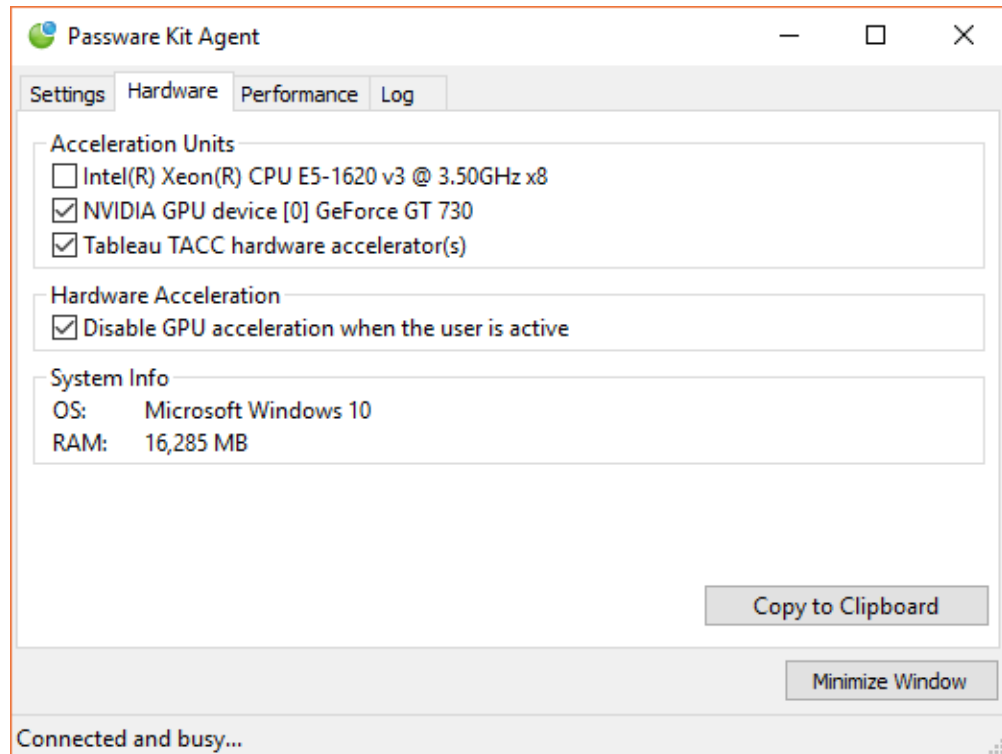 Passware Kit Agent
Settings Hardware Performance Log
Acceleration Units
Intel(R) Xeon(R) CPU E5-1620 v3 @ 3.50GHz x8
NVIDIA GPU device [0] GeForce GT 730
Tableau TACC hardware accelerator(s)
Hardware Acceleration
Disable GPU acceleration when the user is active
System Info
OS: Microsoft Windows 10
RAM: 16,285 MB
Copy to Clipboard
Minimize Window
Connected and busy...